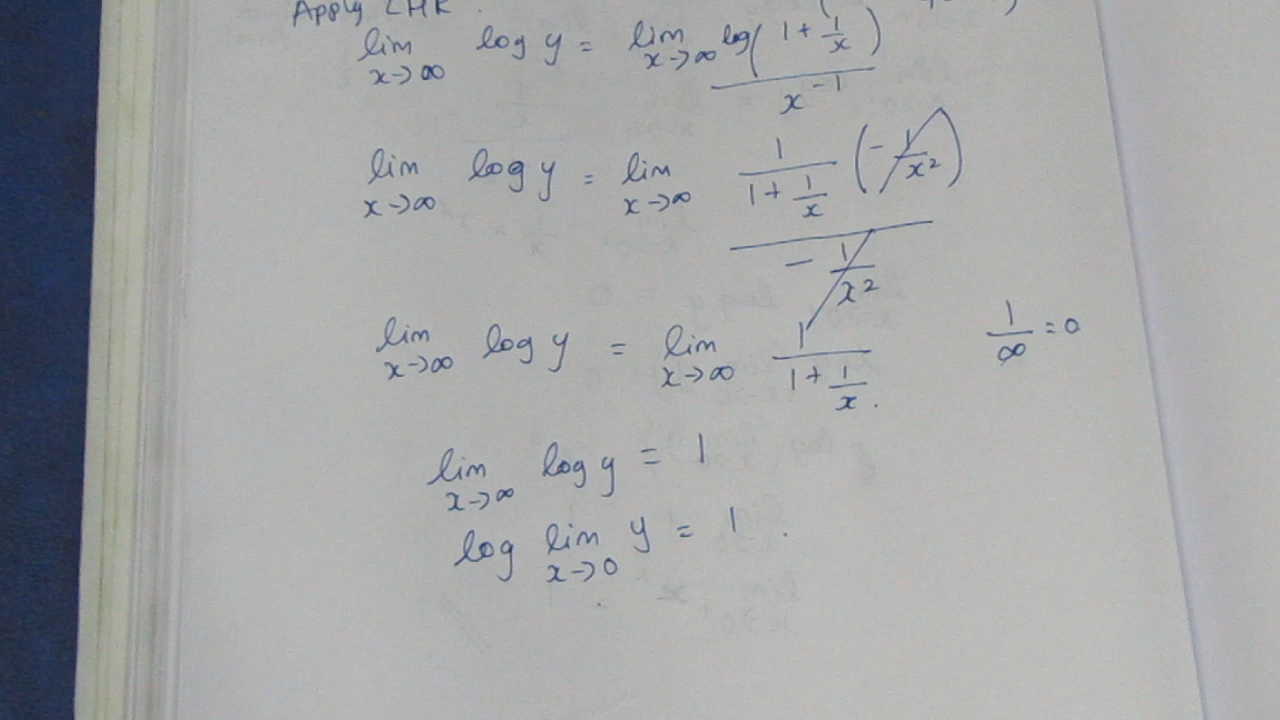 Apply LHR.
lim x→∞ log y = lim x→∞ log(1 + 1/x) / x^-1
lim x→∞ log y = lim x→∞ 1/(1 + 1/x) (- 1/x²) / - 1/x²
lim x→∞ log y = lim x→∞ 1/(1 + 1/x). 1/∞ = 0
lim x→∞ log y = 1
log lim x→0 y = 1.